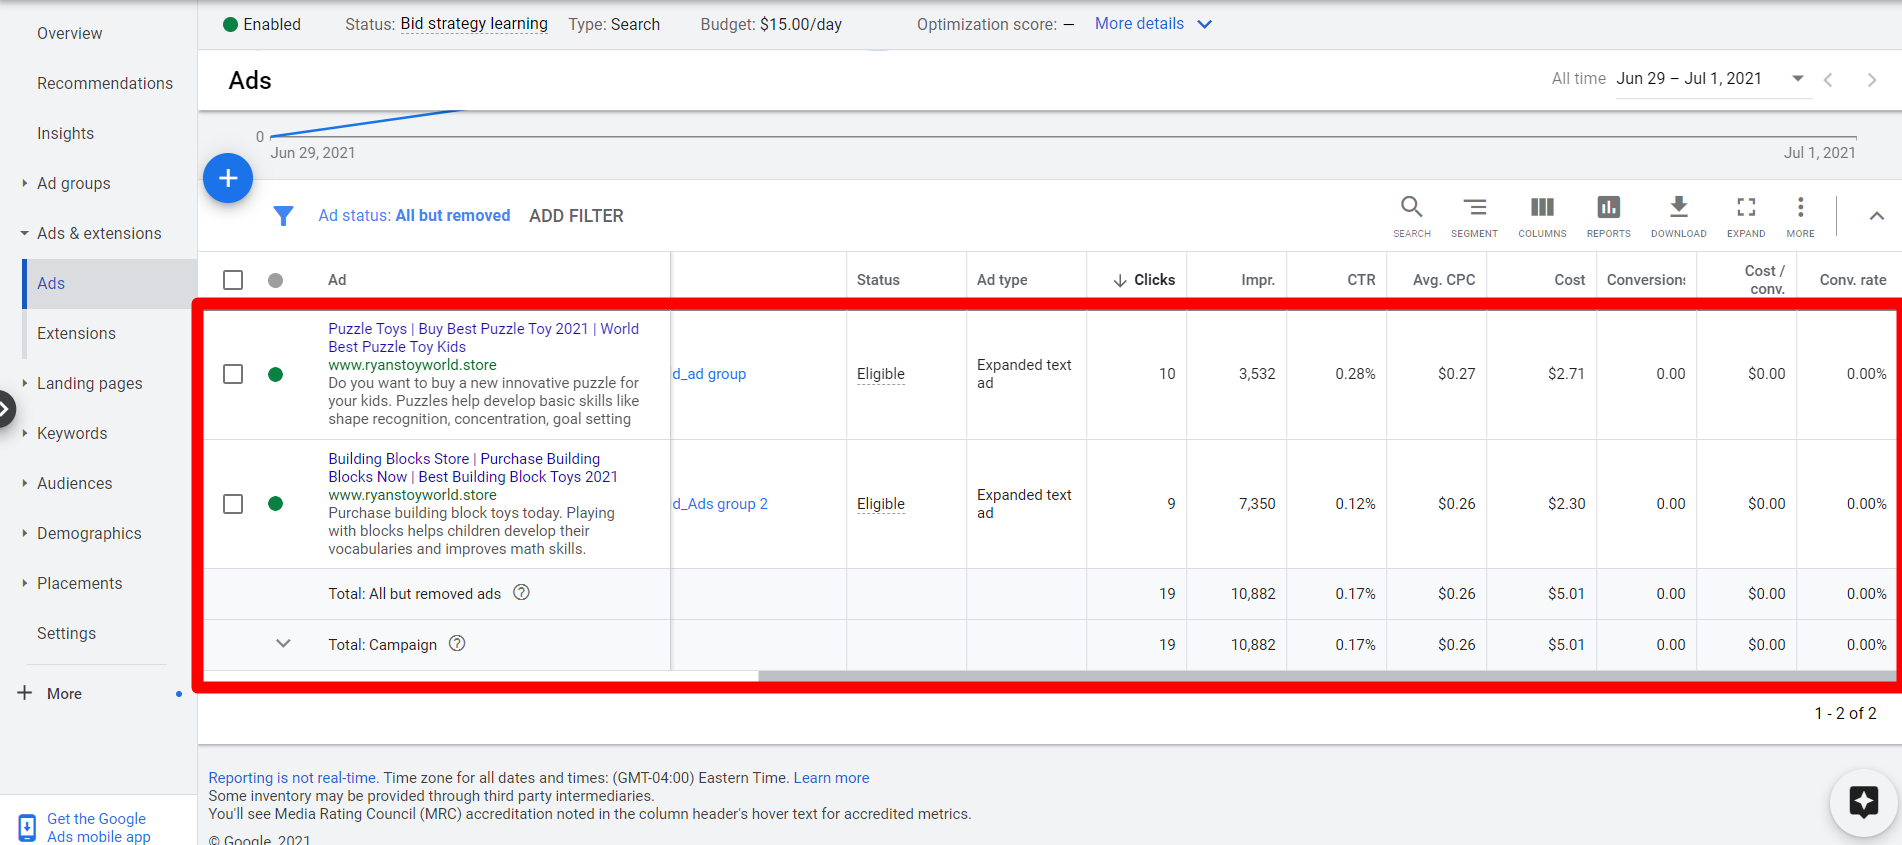 Overview
Recommendations
Insights
Ad groups
Ads & extensions
Ads
Extensions
Landing pages
Keywords
Audiences
Demographics
Placements
Settings
More
Get the Google
Ads mobile app
Enabled Status: Bid strategy learning Type: Search Budget: $15.00/day Optimization score: — More details
Ads All time Jun 29 – Jul 1, 2021
0
Jun 29, 2021 Jul 1, 2021
Ad status: All but removed ADD FILTER
SEARCH SEGMENT COLUMNS REPORTS DOWNLOAD EXPAND MORE
Ad Status Ad type Clicks Impr. CTR Avg. CPC Cost Conversions Cost / conv. Conv. rate
Puzzle Toys | Buy Best Puzzle Toy 2021 | World
Best Puzzle Toy Kids
www.ryanstoyworld.store
Do you want to buy a new innovative puzzle for
your kids. Puzzles help develop basic skills like
shape recognition, concentration, goal setting
d_ad group Eligible Expanded text ad 10 3,532 0.28% $0.27 $2.71 0.00 $0.00 0.00%
Building Blocks Store | Purchase Building
Blocks Now | Best Building Block Toys 2021
www.ryanstoyworld.store
Purchase building block toys today. Playing
with blocks helps children develop their
vocabularies and improves math skills.
d_Ads group 2 Eligible Expanded text ad 9 7,350 0.12% $0.26 $2.30 0.00 $0.00 0.00%
Total: All but removed ads 19 10,882 0.17% $0.26 $5.01 0.00 $0.00 0.00%
Total: Campaign 19 10,882 0.17% $0.26 $5.01 0.00 $0.00 0.00%
1 - 2 of 2
Reporting is not real-time. Time zone for all dates and times: (GMT-04:00) Eastern Time. Learn more
Some inventory may be provided through third party intermediaries.
You'll see Media Rating Council (MRC) accreditation noted in the column header's hover text for accredited metrics.
© Google, 2021